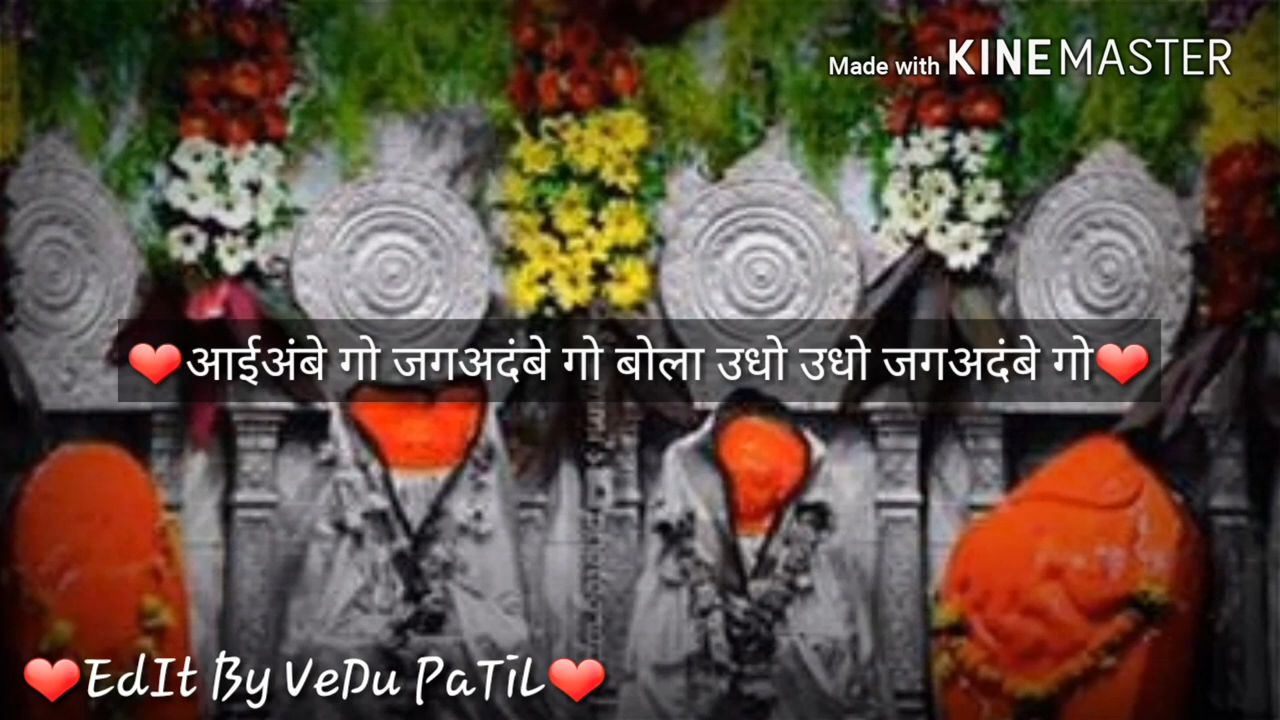 Made with KINEMASTER
❤आईअंबे गो जगअदंबे गो बोला उधो उधो जगअदंबे गो❤
❤EdIt By VeDu PaTiL❤